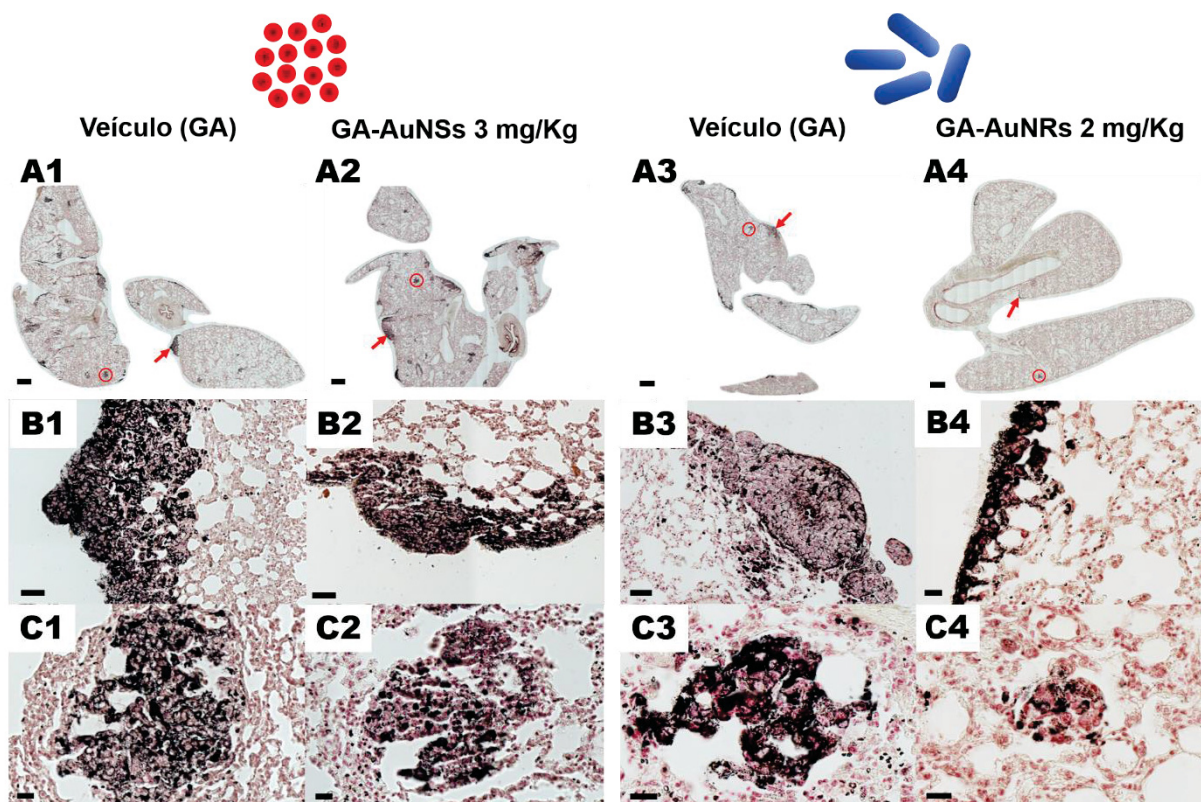 Veículo (GA) GA-AuNSs 3 mg/Kg Veículo (GA) GA-AuNRs 2 mg/Kg
A1 A2 A3 A4
B1 B2 B3 B4
C1 C2 C3 C4